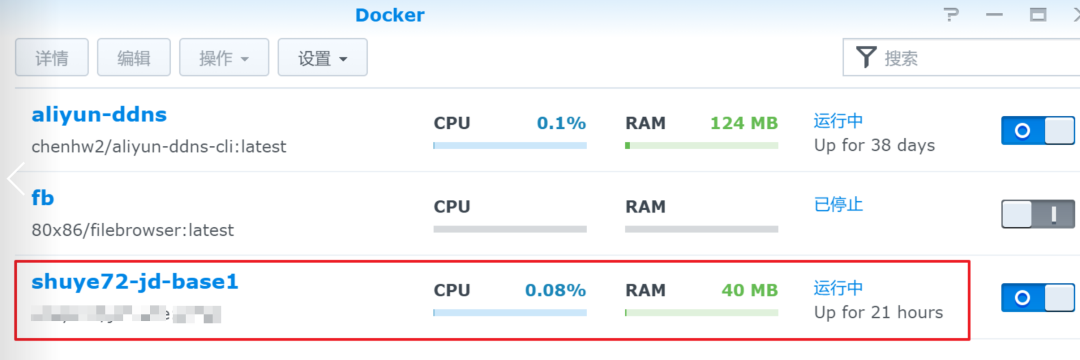 Docker
详情 编辑 操作 设置 搜索
aliyun-ddns CPU 0.1% RAM 124 MB 运行中
chenhw2/aliyun-ddns-cli:latest Up for 38 days
fb CPU RAM 已停止
80x86/filebrowser:latest
shuye72-jd-base1 CPU 0.08% RAM 40 MB 运行中
Up for 21 hours